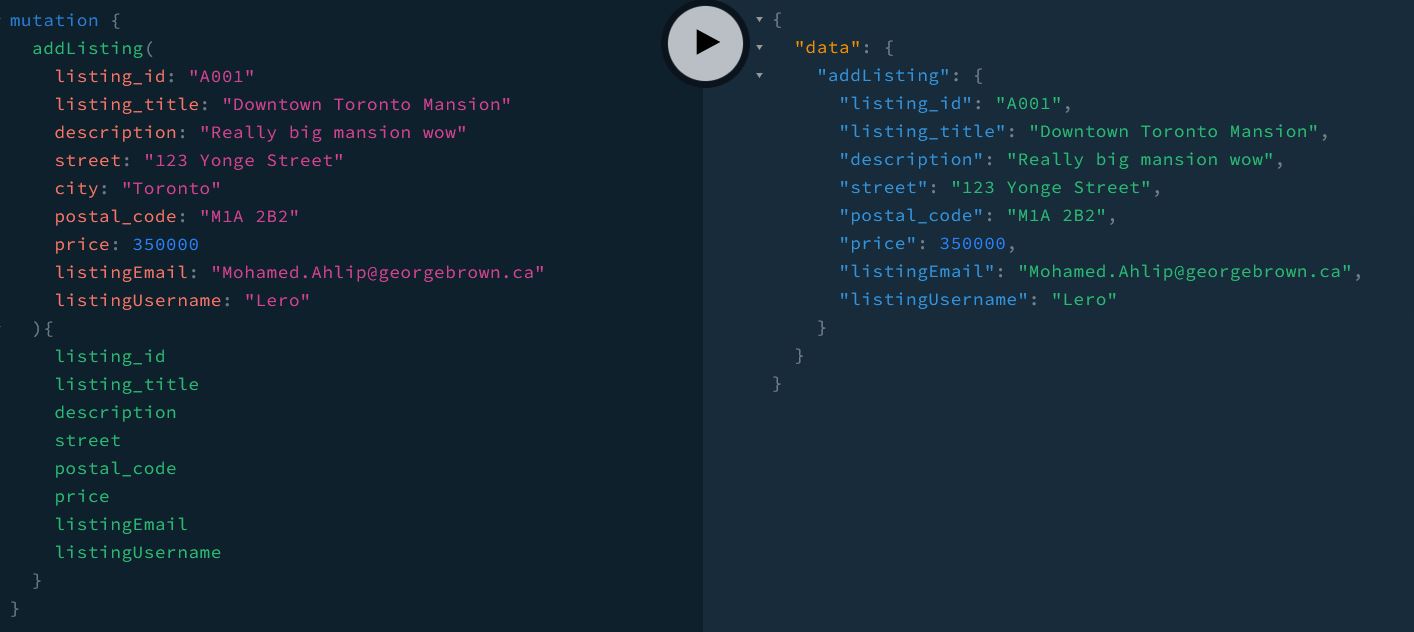 mutation {
  addListing(
    listing_id: "A001"
    listing_title: "Downtown Toronto Mansion"
    description: "Really big mansion wow"
    street: "123 Yonge Street"
    city: "Toronto"
    postal_code: "M1A 2B2"
    price: 350000
    listingEmail: "Mohamed.Ahlip@georgebrown.ca"
    listingUsername: "Lero"
  ){
    listing_id
    listing_title
    description
    street
    postal_code
    price
    listingEmail
    listingUsername
  }
}
{
  "data": {
    "addListing": {
      "listing_id": "A001",
      "listing_title": "Downtown Toronto Mansion",
      "description": "Really big mansion wow",
      "street": "123 Yonge Street",
      "postal_code": "M1A 2B2",
      "price": 350000,
      "listingEmail": "Mohamed.Ahlip@georgebrown.ca",
      "listingUsername": "Lero"
    }
  }
}